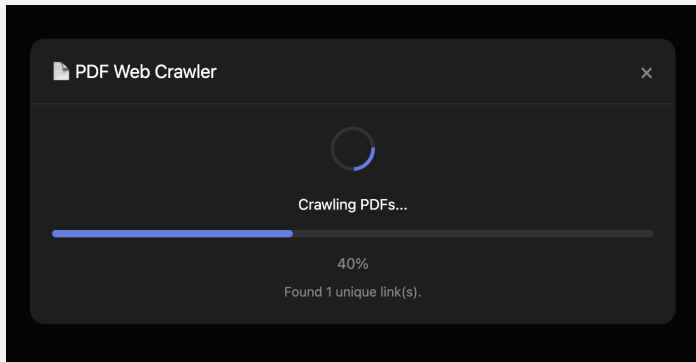 PDF Web Crawler
×
Crawling PDFs...
40%
Found 1 unique link(s).